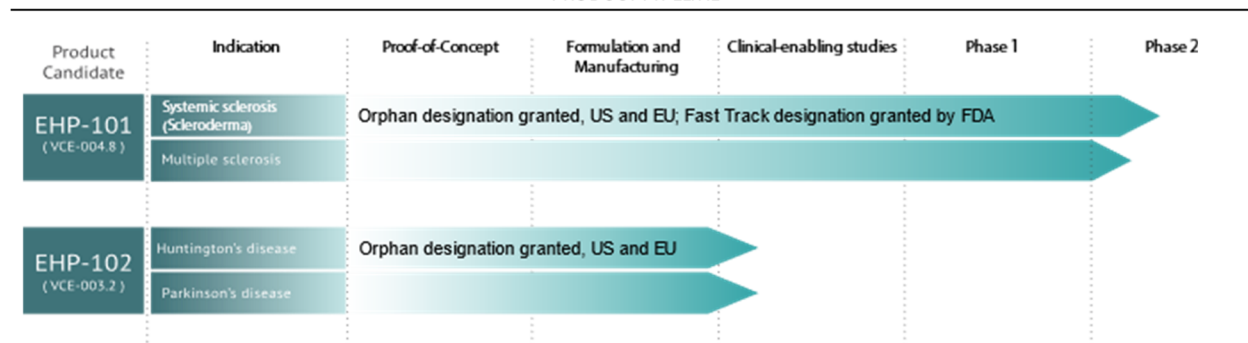 Product
Candidate
Indication
Proof-of-Concept
Formulation and
Manufacturing
Clinical-enabling studies
Phase 1
Phase 2
EHP-101
(VCE-004.8)
Systemic sclerosis
(Scleroderma)
Orphan designation granted, US and EU; Fast Track designation granted by FDA
Multiple sclerosis
EHP-102
(VCE-003.2)
Huntington's disease
Orphan designation granted, US and EU
Parkinson's disease